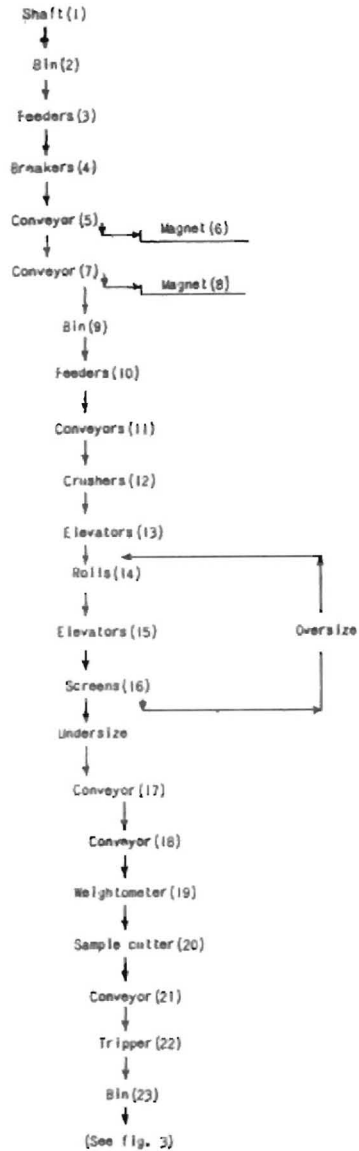 Shaft(1)
Bin(2)
Feeders(3)
Breakers(4)
Conveyor(5)
Magnet(6)
Conveyor(7)
Magnet(8)
Bin(9)
Feeders(10)
Conveyors(11)
Crushers(12)
Elevators(13)
Rolls(14)
Elevators(15)
Oversize
Screens(16)
Undersize
Conveyor(17)
Conveyor(18)
Weightometer(19)
Sample cutter(20)
Conveyor(21)
Tripper(22)
Bin(23)
(See fig. 3)